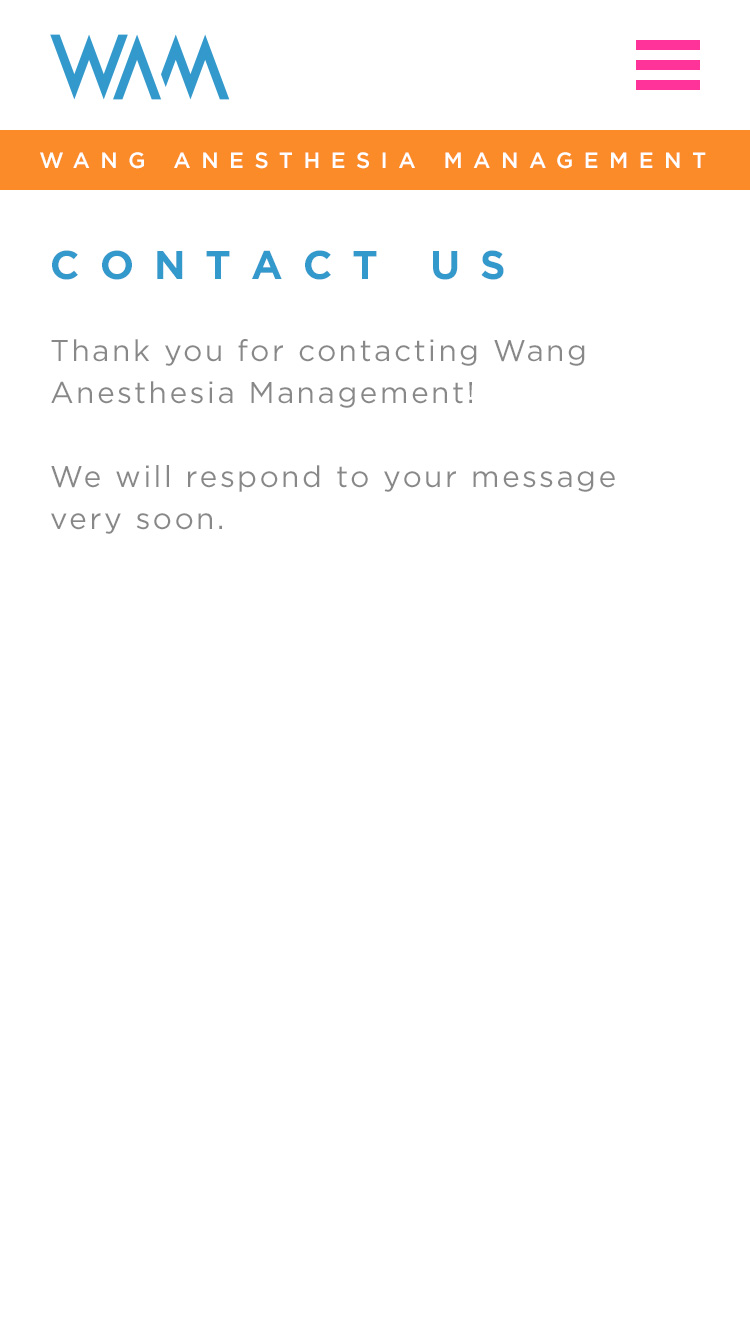 WAM
WANG ANESTHESIA MANAGEMENT
CONTACT US
Thank you for contacting Wang
Anesthesia Management!
We will respond to your message
very soon.